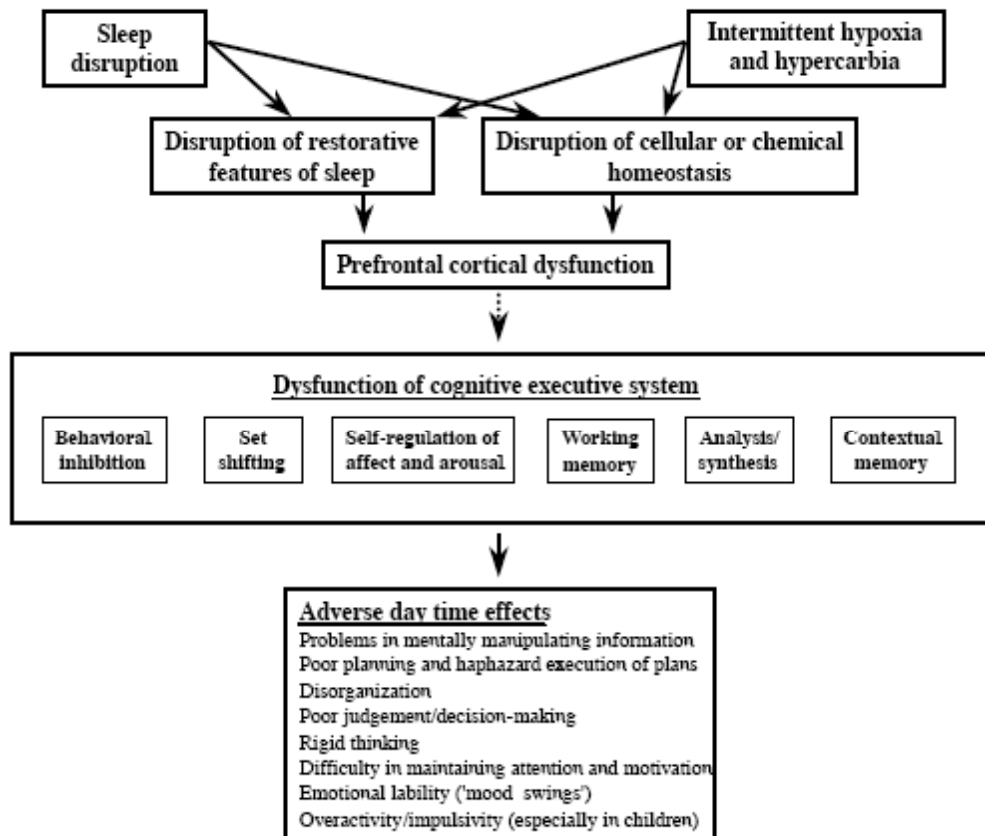 Sleep
disruption
Intermittent hypoxia
and hypercarbia
Disruption of restorative
features of sleep
Disruption of cellular or chemical
homeostasis
Prefrontal cortical dysfunction
Dysfunction of cognitive executive system
Behavioral
inhibition
Set
shifting
Self-regulation of
affect and arousal
Working
memory
Analysis/
synthesis
Contextual
memory
Adverse day time effects
Problems in mentally manipulating information
Poor planning and haphazard execution of plans
Disorganization
Poor judgement/decision-making
Rigid thinking
Difficulty in maintaining attention and motivation
Emotional lability ('mood swings')
Overactivity/impulsivity (especially in children)